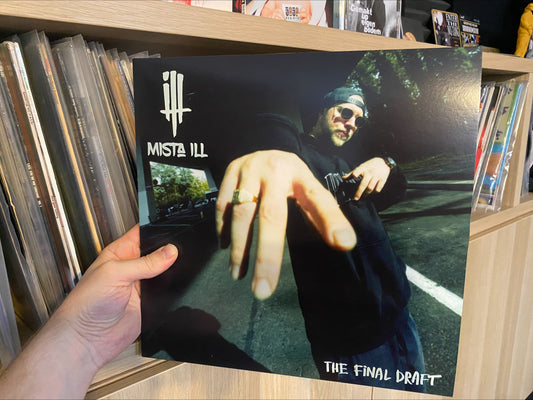 ill
MISTA ILL
THE FINAL DRAFT